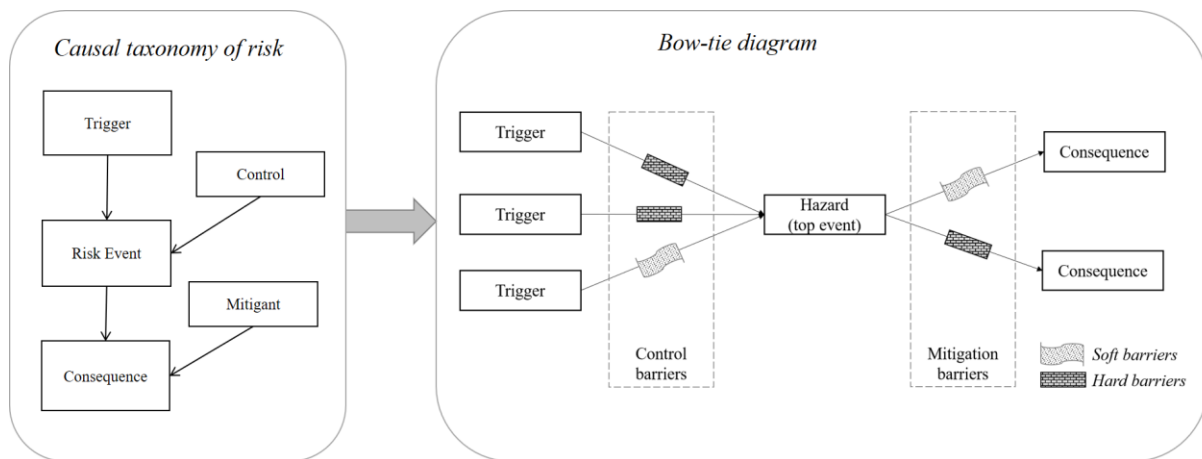 Causal taxonomy of risk
Trigger
Control
Risk Event
Mitigant
Consequence
Bow-tie diagram
Trigger
Trigger
Trigger
Control
barriers
Hazard
(top event)
Mitigation
barriers
Consequence
Consequence
Soft barriers
Hard barriers